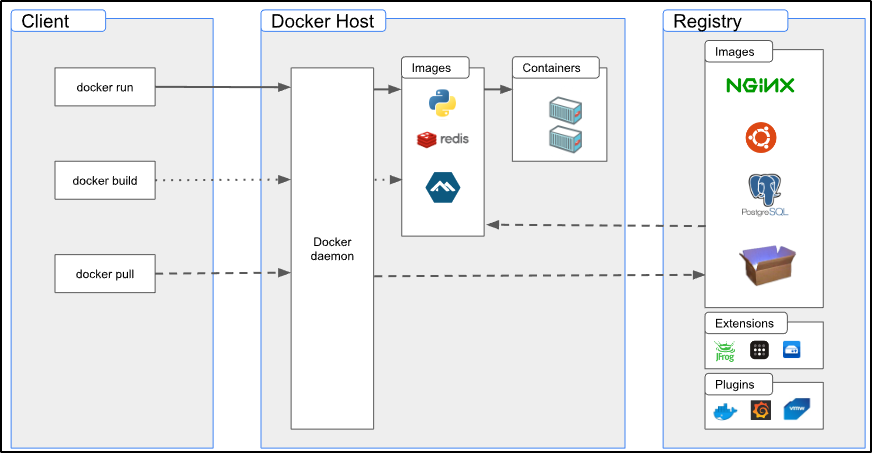 Client
docker run
docker build
docker pull
Docker Host
Docker
daemon
Images
redis
Containers
Registry
Images
NGINX
PostgreSQL
Extensions
JFrog
Plugins
vmw